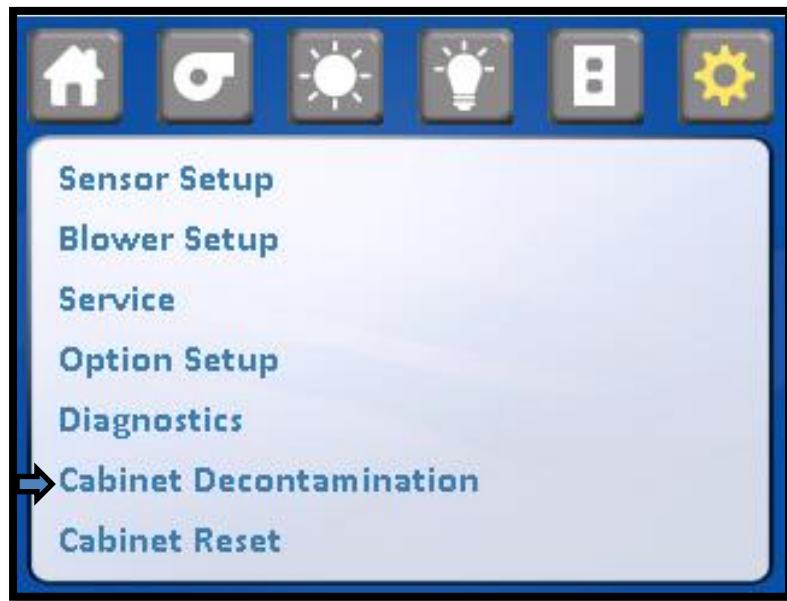 Sensor Setup
Blower Setup
Service
Option Setup
Diagnostics
Cabinet Decontamination
Cabinet Reset